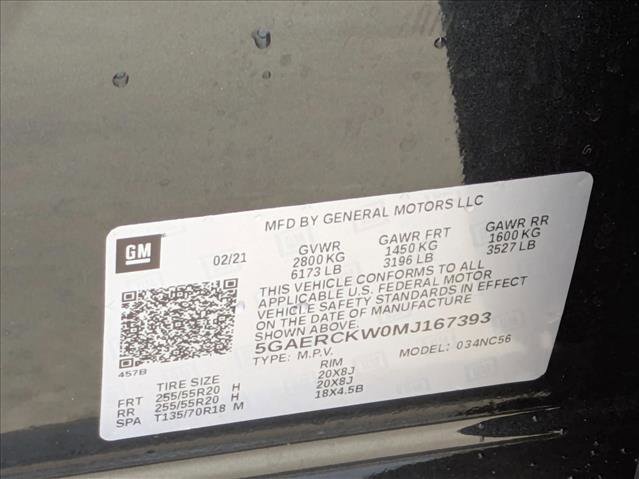 MFD BY GENERAL MOTORS LLC
GM
02/21
GVWR GAWR FRT GAWR RR
2800 KG 1450 KG 1600 KG
6173 LB 3196 LB 3527 LB
THIS VEHICLE CONFORMS TO ALL
APPLICABLE U.S. FEDERAL MOTOR
VEHICLE SAFETY STANDARDS IN EFFECT
ON THE DATE OF MANUFACTURE
SHOWN ABOVE.
5GAERCKW0MJ167393
TYPE: M.P.V. MODEL: 034NC56
457B
TIRE SIZE RIM
FRT 255/55R20 H 20X8J
RR 255/55R20 H 20X8J
SPA T135/70R18 M 18X4.5B